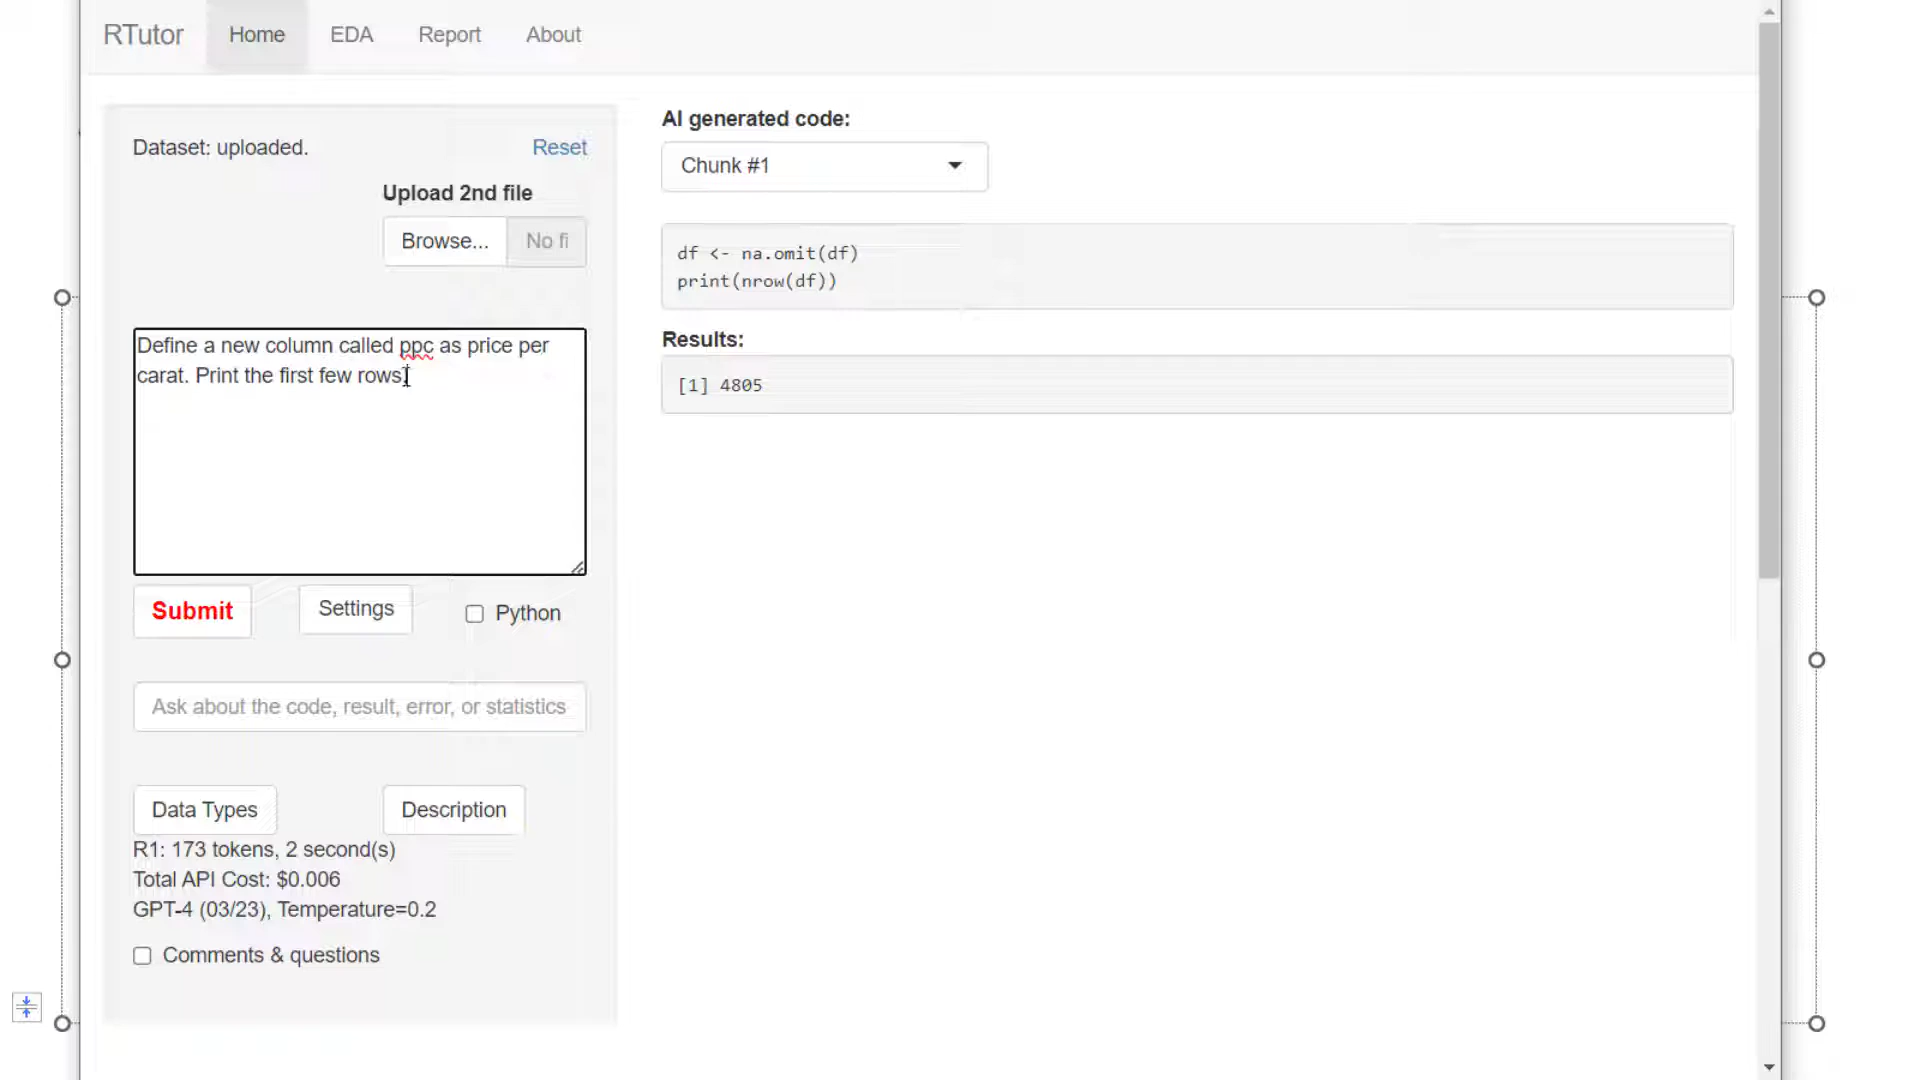 RTutor
Home
EDA
Report
About
Dataset: uploaded.
Reset
Upload 2nd file
Browse...
No fi
Define a new column called ppc as price per
carat. Print the first few rows.
Submit
Settings
Python
Ask about the code, result, error, or statistics
Data Types
Description
R1: 173 tokens, 2 second(s)
Total API Cost: $0.006
GPT-4 (03/23), Temperature=0.2
Comments & questions
AI generated code:
Chunk #1
df <- na.omit(df)
print(nrow(df))
Results:
[1] 4805